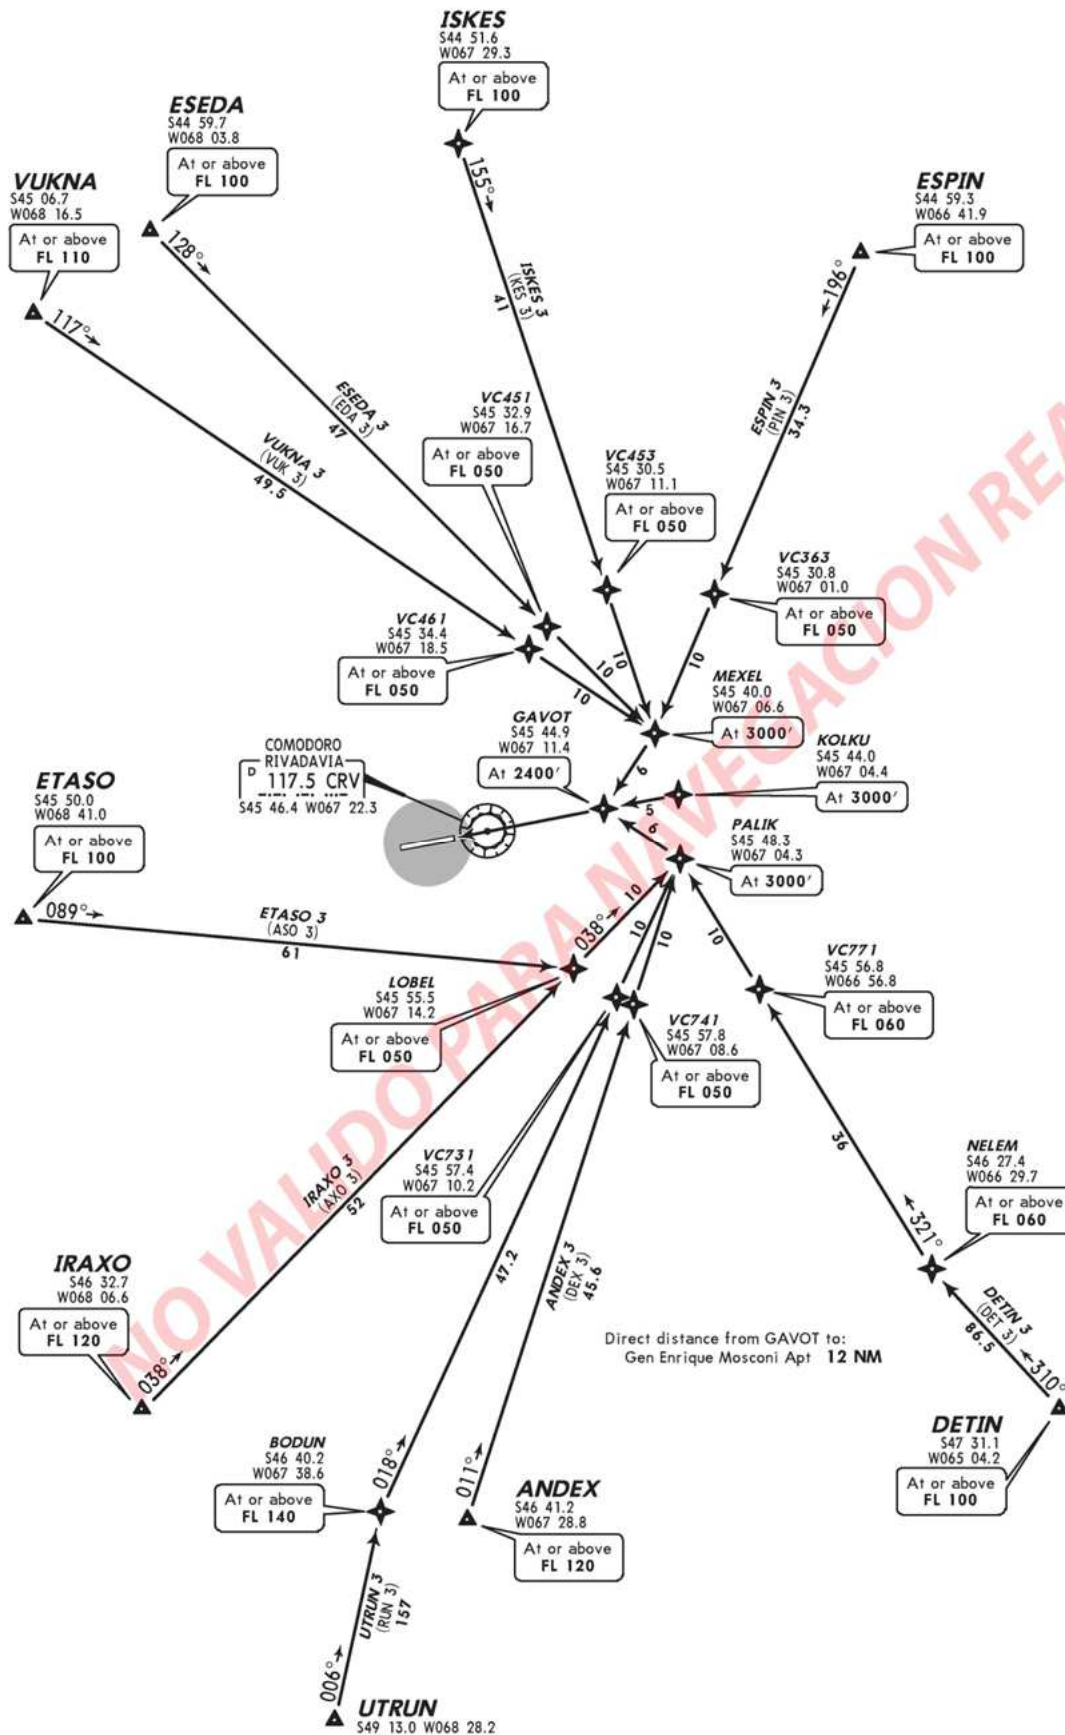 ISKES
S44 51.6
W067 29.3
At or above
FL 100
155°
ISKES 3
(KES 3)
41
ESEDA
S44 59.7
W068 03.8
At or above
FL 100
128°
ESEDA 3
(EDA 3)
47
VUKNA
S45 06.7
W068 16.5
At or above
FL 110
117°
VUKNA 3
(VUK 3)
49.5
ESPIN
S44 59.3
W066 41.9
At or above
FL 100
196°
ESPIN 3
(PIN 3)
34.3
VC451
S45 32.9
W067 16.7
At or above
FL 050
10
VC453
S45 30.5
W067 11.1
At or above
FL 050
10
VC363
S45 30.8
W067 01.0
At or above
FL 050
10
VC461
S45 34.4
W067 18.5
At or above
FL 050
10
MEXEL
S45 40.0
W067 06.6
At 3000'
6
GAVOT
S45 44.9
W067 11.4
At 2400'
KOLKU
S45 44.0
W067 04.4
At 3000'
5
COMODORO
RIVADAVIA
D 117.5 CRV
S45 46.4 W067 22.3
PALIK
S45 48.3
W067 04.3
At 3000'
6
ETASO
S45 50.0
W068 41.0
At or above
FL 100
089°
ETASO 3
(ASO 3)
61
038°
10
10
10
10
LOBEL
S45 55.5
W067 14.2
At or above
FL 050
VC771
S45 56.8
W066 56.8
At or above
FL 060
VC741
S45 57.8
W067 08.6
At or above
FL 050
VC731
S45 57.4
W067 10.2
At or above
FL 050
36
NELEM
S46 27.4
W066 29.7
At or above
FL 060
321°
DETIN 3
(DET 3)
86.5
310°
DETIN
S47 31.1
W065 04.2
At or above
FL 100
IRAXO 3
(AXO 3)
52
IRAXO
S46 32.7
W068 06.6
At or above
FL 120
038°
47.2
ANDEX 3
(DEX 3)
45.6
Direct distance from GAVOT to:
Gen Enrique Mosconi Apt 12 NM
BODUN
S46 40.2
W067 38.6
At or above
FL 140
018°
011°
ANDEX
S46 41.2
W067 28.8
At or above
FL 120
UTRUN 3
(RUN 3)
157
006°
UTRUN
S49 13.0 W068 28.2
NO VALIDO PARA NAVEGACION REA